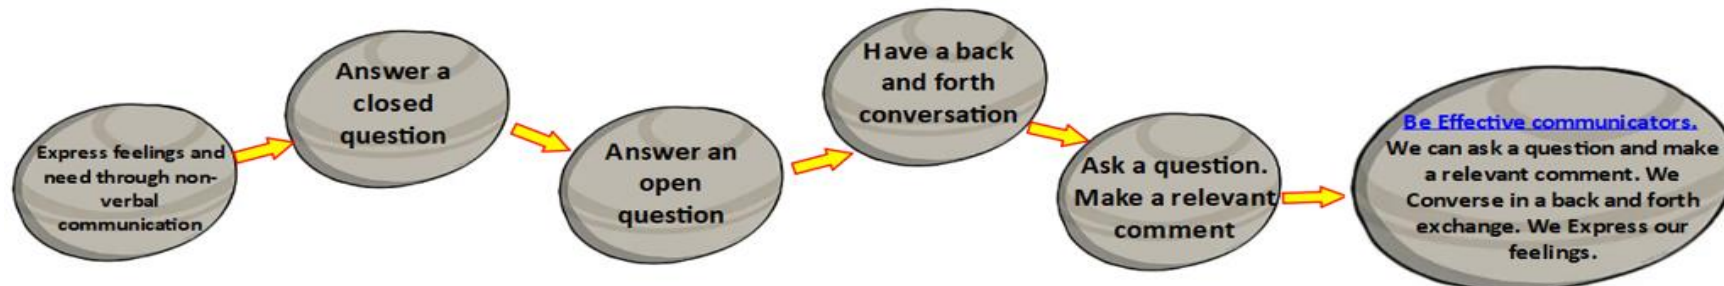 Express feelings and
need through non-
verbal
communication
Answer a
closed
question
Answer an
open
question
Have a back
and forth
conversation
Ask a question.
Make a relevant
comment
Be Effective communicators.
We can ask a question and make
a relevant comment. We
Converse in a back and forth
exchange. We Express our
feelings.